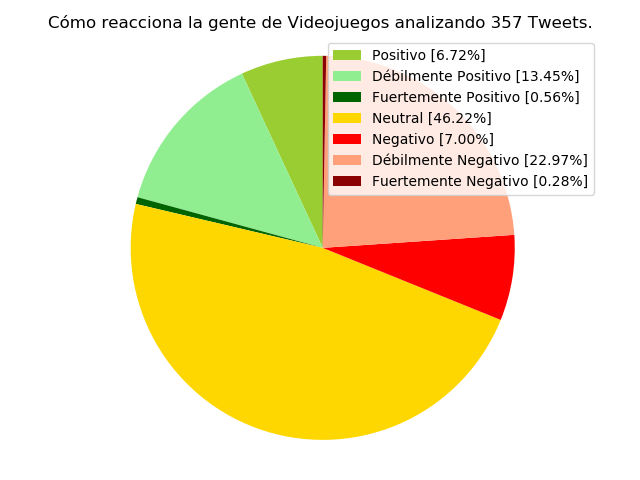 Cómo reacciona la gente de Videojuegos analizando 357 Tweets.
Positivo [6.72%]
Débilmente Positivo [13.45%]
Fuertemente Positivo [0.56%]
Neutral [46.22%]
Negativo [7.00%]
Débilmente Negativo [22.97%]
Fuertemente Negativo [0.28%]